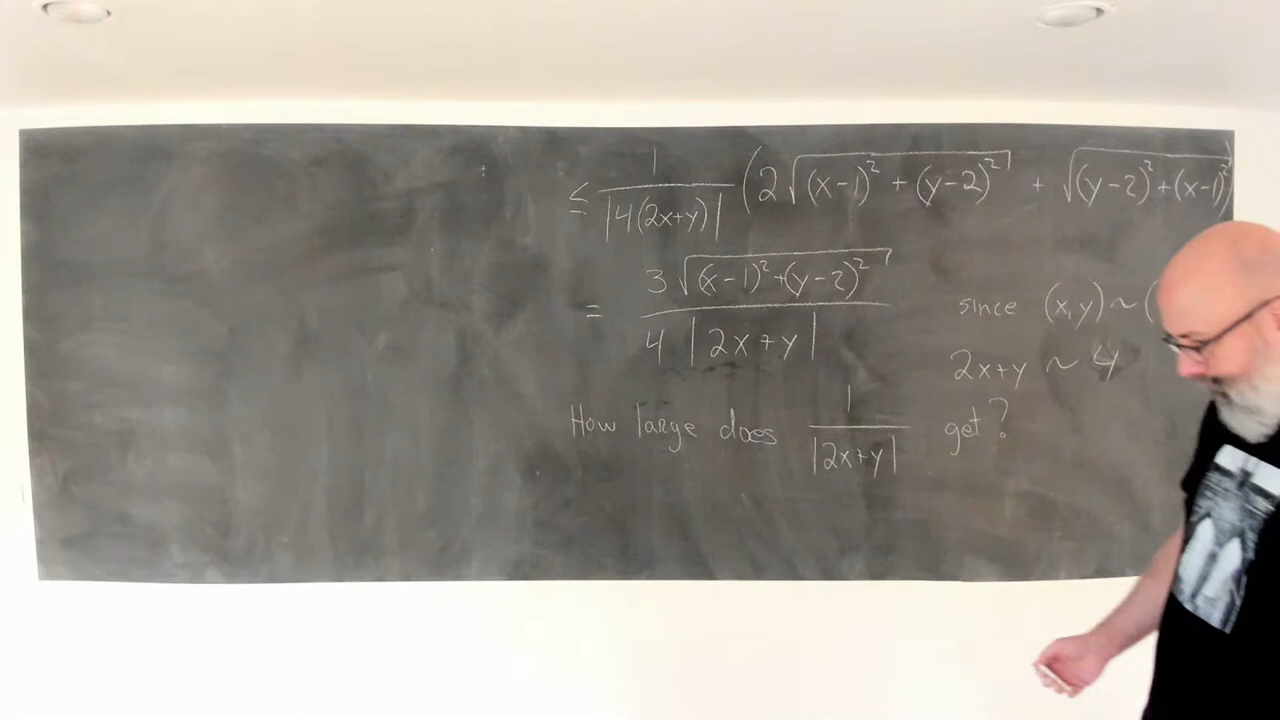 ≤ 1/|4(2x+y)| (2√((x-1)²+(y-2)²) + √((y-2)²+(x-1)²))
= 3√((x-1)²+(y-2)²) / 4|2x+y| since (x,y)~(
2x+y ~ 4
How large does 1/|2x+y| get?